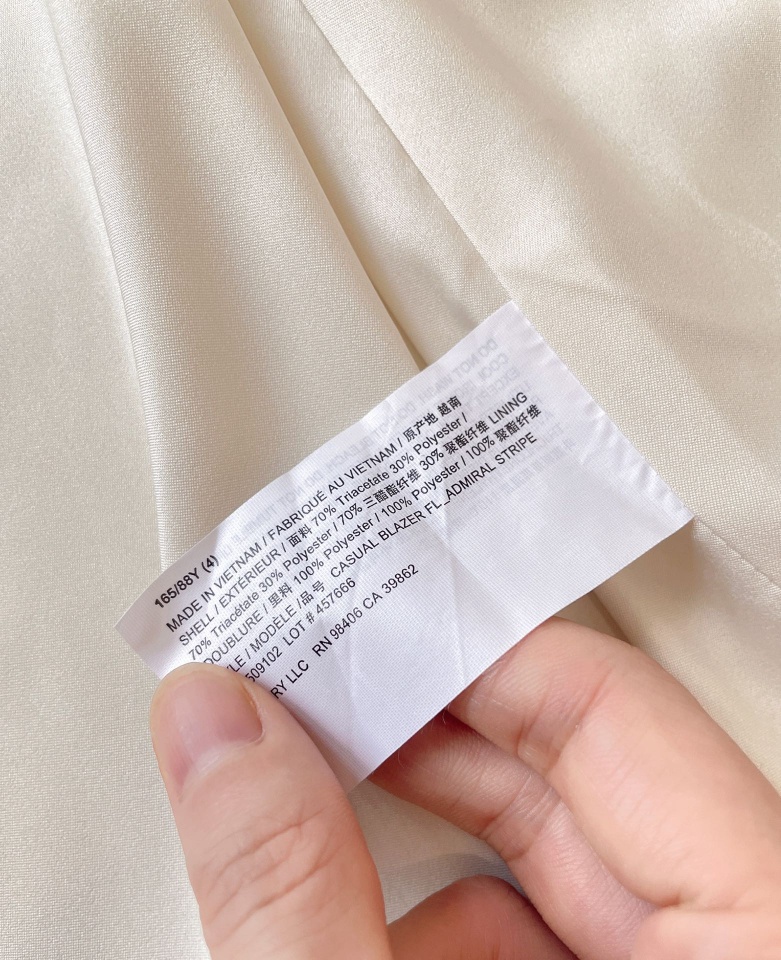 165/88Y (4)
MADE IN VIETNAM / FABRIQUÉ AU VIETNAM / 原产地 越南
SHELL / EXTÉRIEUR / 面料 70% Triacetate 30% Polyester /
70% Triacétate 30% Polyester / 70% 三醋酯纤维 30% 聚酯纤维 LINING
DOUBLURE / 里料 100% Polyester / 100% Polyester / 100% 聚酯纤维
/ MODÈLE / 品号 CASUAL BLAZER FL_ADMIRAL STRIPE
509102 LOT # 457666
LLC RN 98406 CA 39862